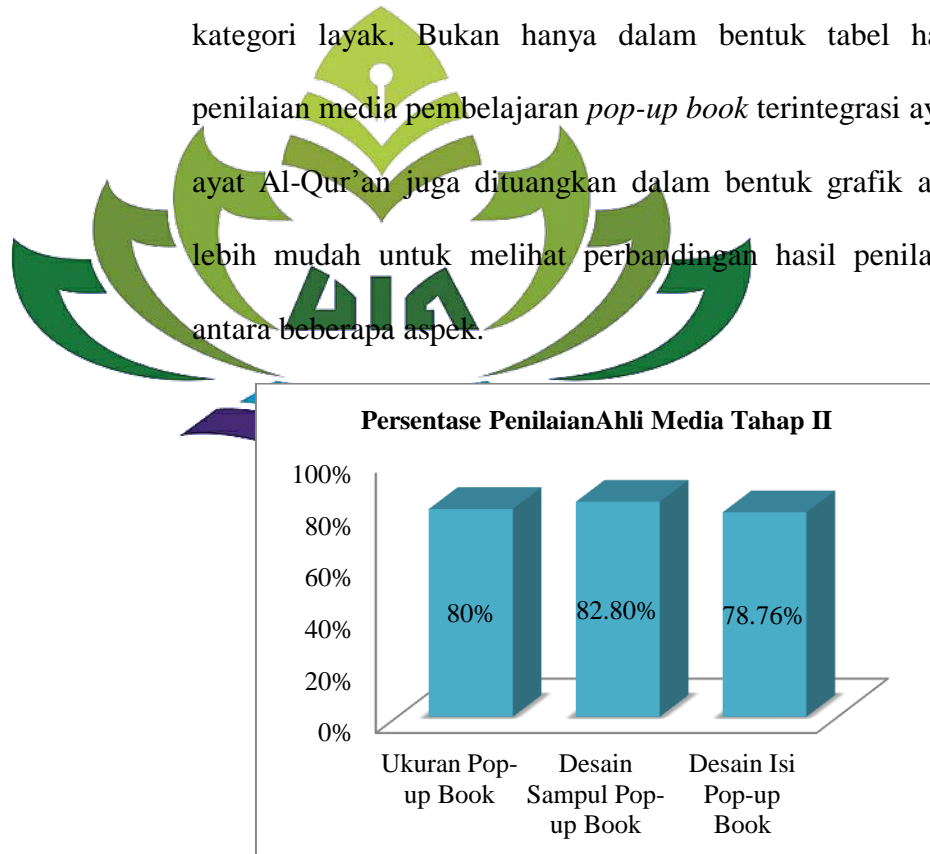 kategori layak. Bukan hanya dalam bentuk tabel
penilaian media pembelajaran pop-up book terintegrasi
ayat Al-Qur’an juga dituangkan dalam bentuk grafik
lebih mudah untuk melihat perbandingan hasil
antara beberapa aspek.
UIN
Persentase PenilaianAhli Media Tahap II
100%
80%
60%
40%
20%
0%
80%
82.80%
78.76%
Ukuran Pop-
up Book
Desain
Sampul Pop-
up Book
Desain Isi
Pop-up
Book